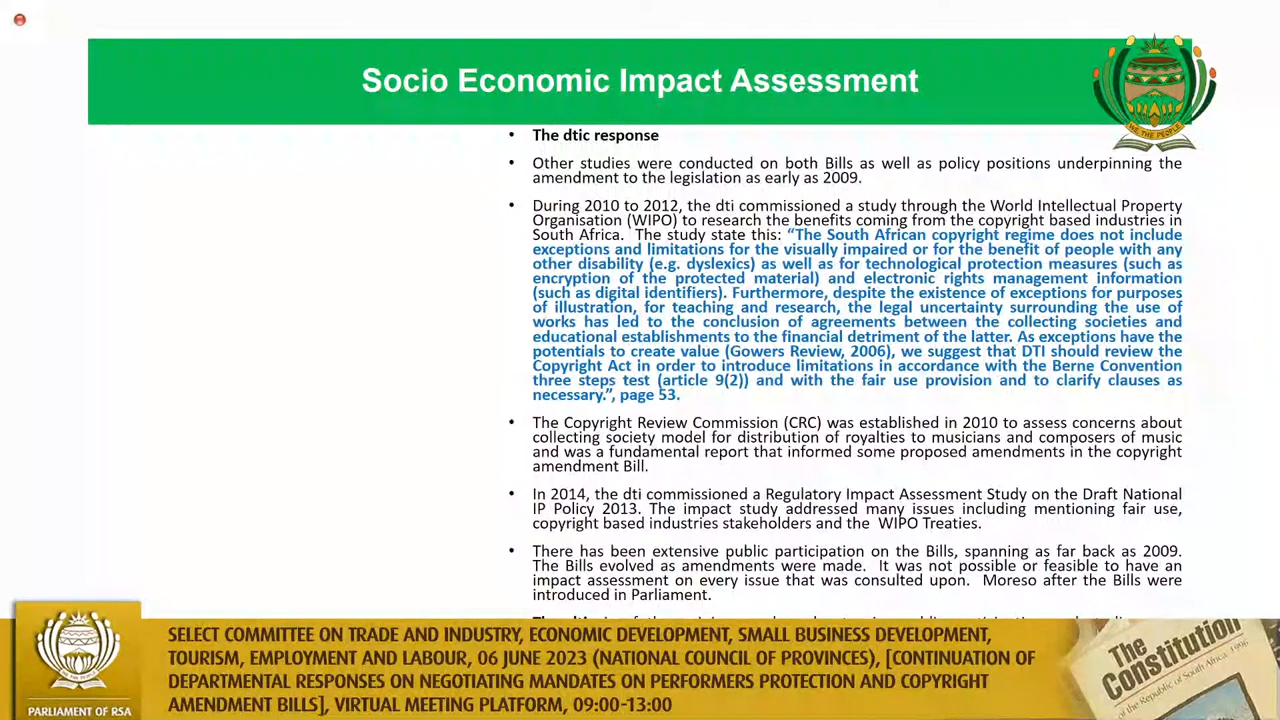 Socio Economic Impact Assessment
WE THE PEOPLE
• The dtic response
• Other studies were conducted on both Bills as well as policy positions underpinning the
amendment to the legislation as early as 2009.
• During 2010 to 2012, the dti commissioned a study through the World Intellectual Property
Organisation (WIPO) to research the benefits coming from the copyright based industries in
South Africa. The study state this: “The South African copyright regime does not include
exceptions and limitations for the visually impaired or for the benefit of people with any
other disability (e.g. dyslexics) as well as for technological protection measures (such as
encryption of the protected material) and electronic rights management information
(such as digital identifiers). Furthermore, despite the existence of exceptions for purposes
of illustration, for teaching and research, the legal uncertainty surrounding the use of
works has led to the conclusion of agreements between the collecting societies and
educational establishments to the financial detriment of the latter. As exceptions have the
potentials to create value (Gowers Review, 2006), we suggest that DTI should review the
Copyright Act in order to introduce limitations in accordance with the Berne Convention
three steps test (article 9(2)) and with the fair use provision and to clarify clauses as
necessary.”, page 53.
• The Copyright Review Commission (CRC) was established in 2010 to assess concerns about
collecting society model for distribution of royalties to musicians and composers of music
and was a fundamental report that informed some proposed amendments in the copyright
amendment Bill.
• In 2014, the dti commissioned a Regulatory Impact Assessment Study on the Draft National
IP Policy 2013. The impact study addressed many issues including mentioning fair use,
copyright based industries stakeholders and the WIPO Treaties.
• There has been extensive public participation on the Bills, spanning as far back as 2009.
The Bills evolved as amendments were made. It was not possible or feasible to have an
impact assessment on every issue that was consulted upon. Moreso after the Bills were
introduced in Parliament.
SELECT COMMITTEE ON TRADE AND INDUSTRY, ECONOMIC DEVELOPMENT, SMALL BUSINESS DEVELOPMENT,
TOURISM, EMPLOYMENT AND LABOUR, 06 JUNE 2023 (NATIONAL COUNCIL OF PROVINCES), [CONTINUATION OF
DEPARTMENTAL RESPONSES ON NEGOTIATING MANDATES ON PERFORMERS PROTECTION AND COPYRIGHT
AMENDMENT BILLS], VIRTUAL MEETING PLATFORM, 09:00-13:00
PARLIAMENT OF RSA
The
Constitution
of the Republic of South Africa, 1996